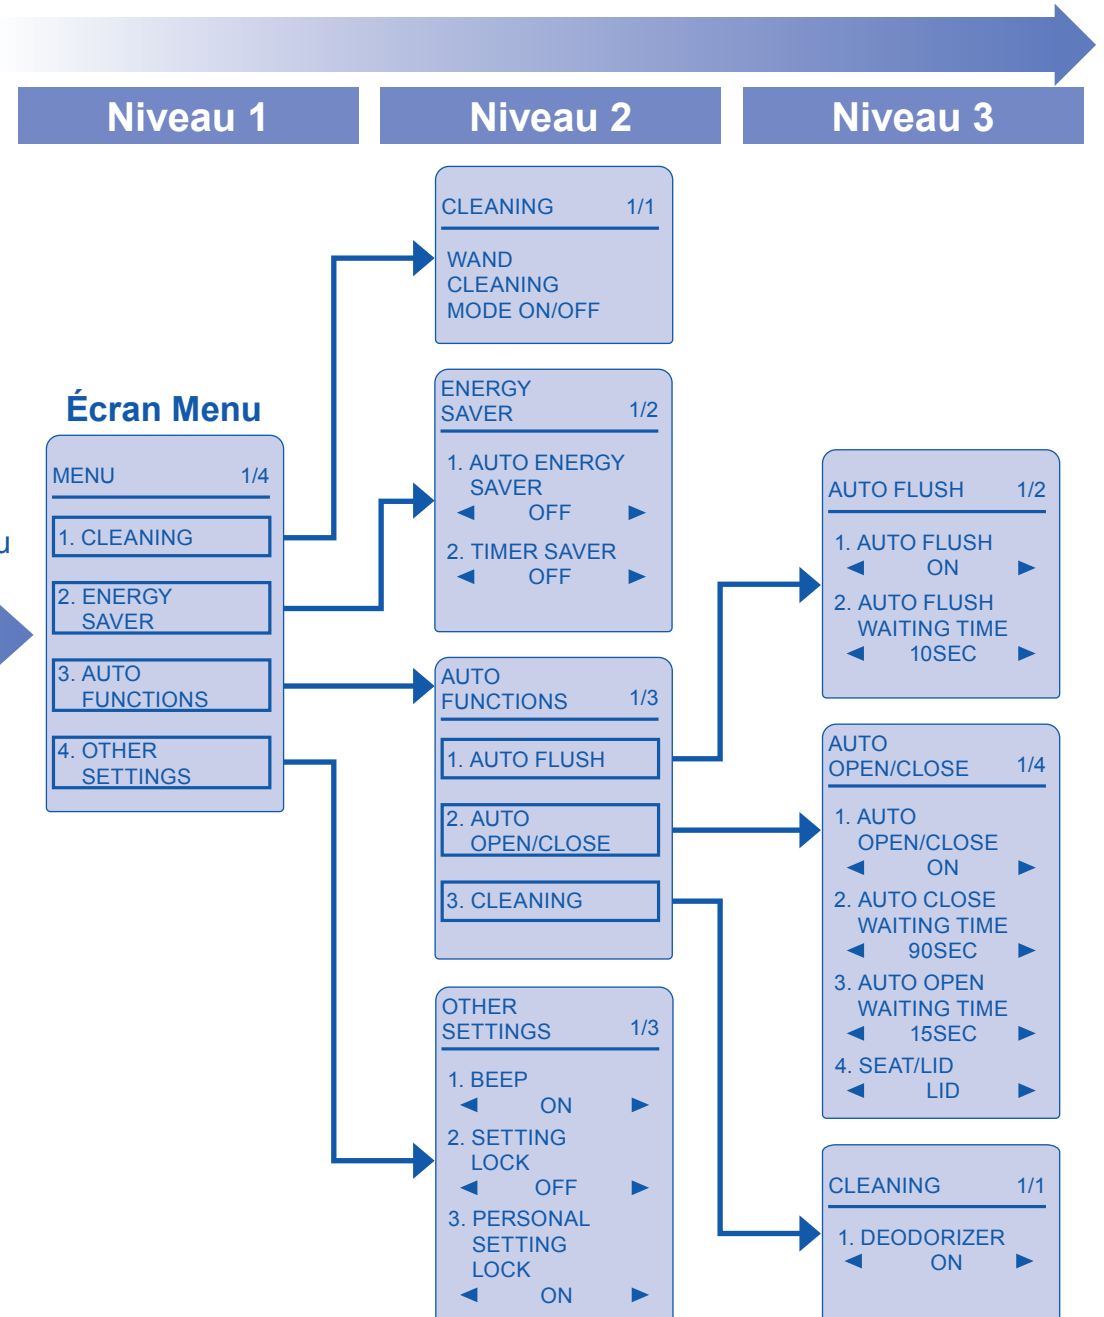 Niveau 1
Niveau 2
Niveau 3
Écran Menu
MENU 1/4
1. CLEANING
2. ENERGY
SAVER
3. AUTO
FUNCTIONS
4. OTHER
SETTINGS
CLEANING 1/1
WAND
CLEANING
MODE ON/OFF
ENERGY
SAVER 1/2
1. AUTO ENERGY
SAVER
◀ OFF ▶
2. TIMER SAVER
◀ OFF ▶
AUTO
FUNCTIONS 1/3
1. AUTO FLUSH
2. AUTO
OPEN/CLOSE
3. CLEANING
OTHER
SETTINGS 1/3
1. BEEP
◀ ON ▶
2. SETTING
LOCK
◀ OFF ▶
3. PERSONAL
SETTING
LOCK
◀ ON ▶
AUTO FLUSH 1/2
1. AUTO FLUSH
◀ ON ▶
2. AUTO FLUSH
WAITING TIME
◀ 10SEC ▶
AUTO
OPEN/CLOSE 1/4
1. AUTO
OPEN/CLOSE
◀ ON ▶
2. AUTO CLOSE
WAITING TIME
◀ 90SEC ▶
3. AUTO OPEN
WAITING TIME
◀ 15SEC ▶
4. SEAT/LID
◀ LID ▶
CLEANING 1/1
1. DEODORIZER
◀ ON ▶